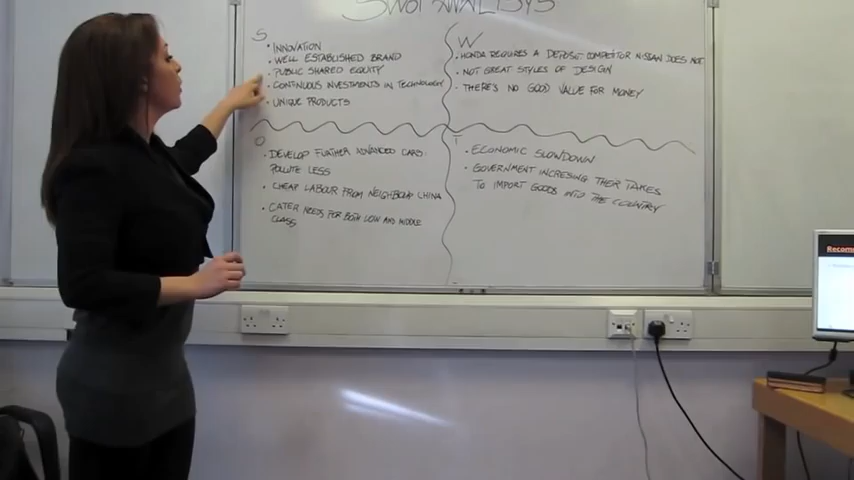 SWOT ANALYSYS
S
• INNOVATION
• WELL ESTABLISHED BRAND
• PUBLIC SHARED EQUITY
• CONTINUOUS INVESTMENTS IN TECHNOLOGY
• UNIQUE PRODUCTS
W
• HONDA REQUIRES A DEPOSIT COMPETITOR NISSAN DOES NOT
• NOT GREAT STYLES OF DESIGN
• THERE'S NO GOOD VALUE FOR MONEY
O
• DEVELOP FURTHER ADVANCED CARS:
POLLUTE LESS
• CHEAP LABOUR FROM NEIGHBOUR CHINA
• CATER NEEDS FOR BOTH LOW AND MIDDLE
CLASS
T
• ECONOMIC SLOWDOWN
• GOVERNMENT INCRESING THEIR TAKES
TO IMPORT GOODS INTO THE COUNTRY
Recomm